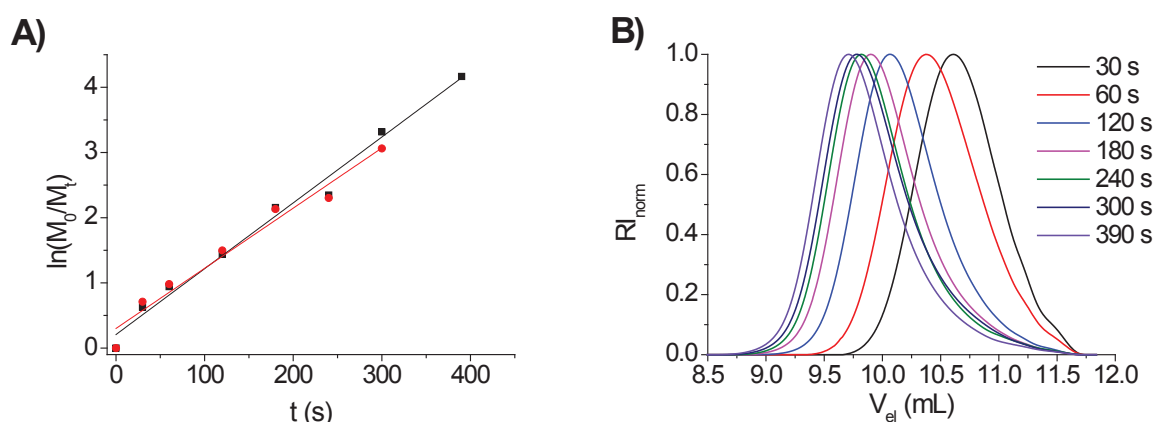 A)
ln(M0/Mt)
4
3
2
1
0
0 100 200 300 400
t (s)
B)
RInorm
1.0
0.8
0.6
0.4
0.2
0.0
8.5 9.0 9.5 10.0 10.5 11.0 11.5 12.0
Vel (mL)
30 s
60 s
120 s
180 s
240 s
300 s
390 s